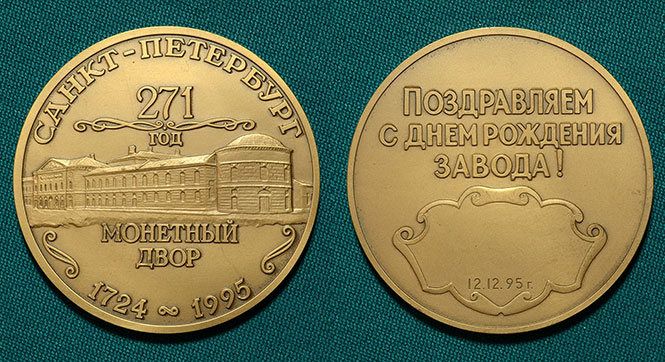 САНКТ-ПЕТЕРБУРГ
271
ГОД
МОНЕТНЫЙ
ДВОР
1724 ~ 1995
ПОЗДРАВЛЯЕМ
С ДНЕМ РОЖДЕНИЯ
ЗАВОДА!
12.12.95 г.